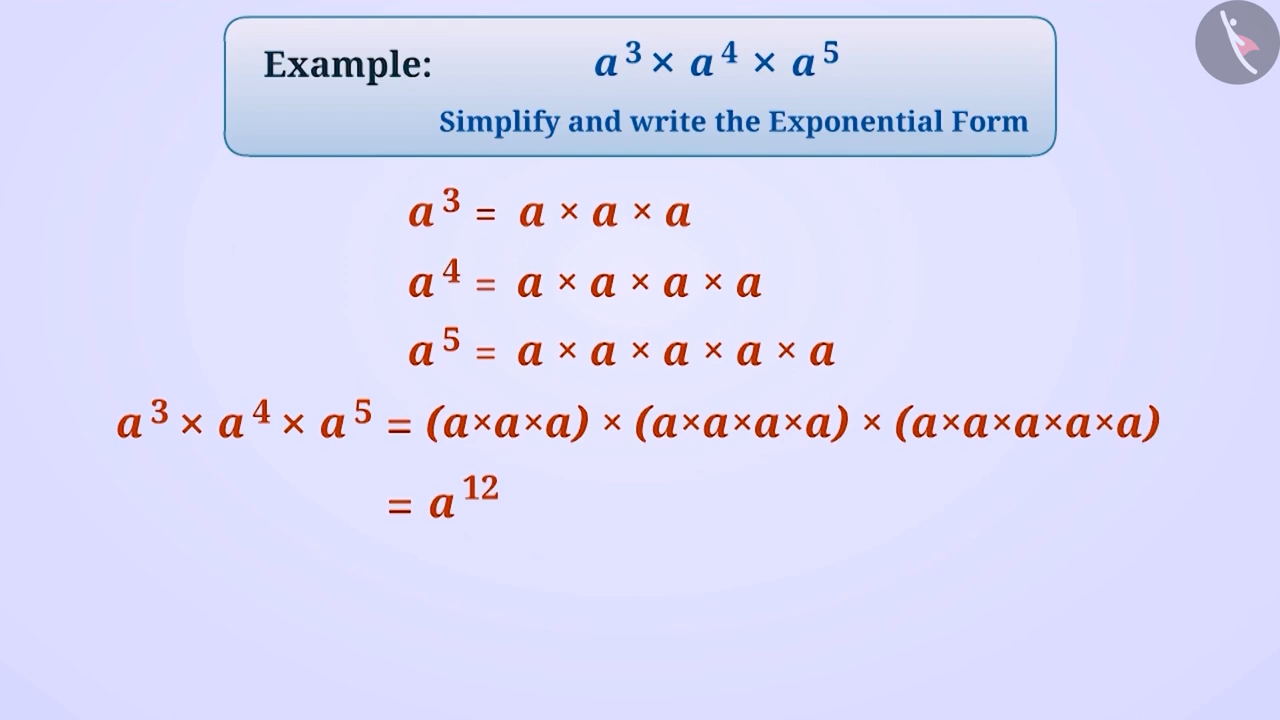 Example: a³ × a⁴ × a⁵
Simplify and write the Exponential Form
a³ = a × a × a
a⁴ = a × a × a × a
a⁵ = a × a × a × a × a
a³ × a⁴ × a⁵ = (a×a×a) × (a×a×a×a) × (a×a×a×a×a)
= a¹²